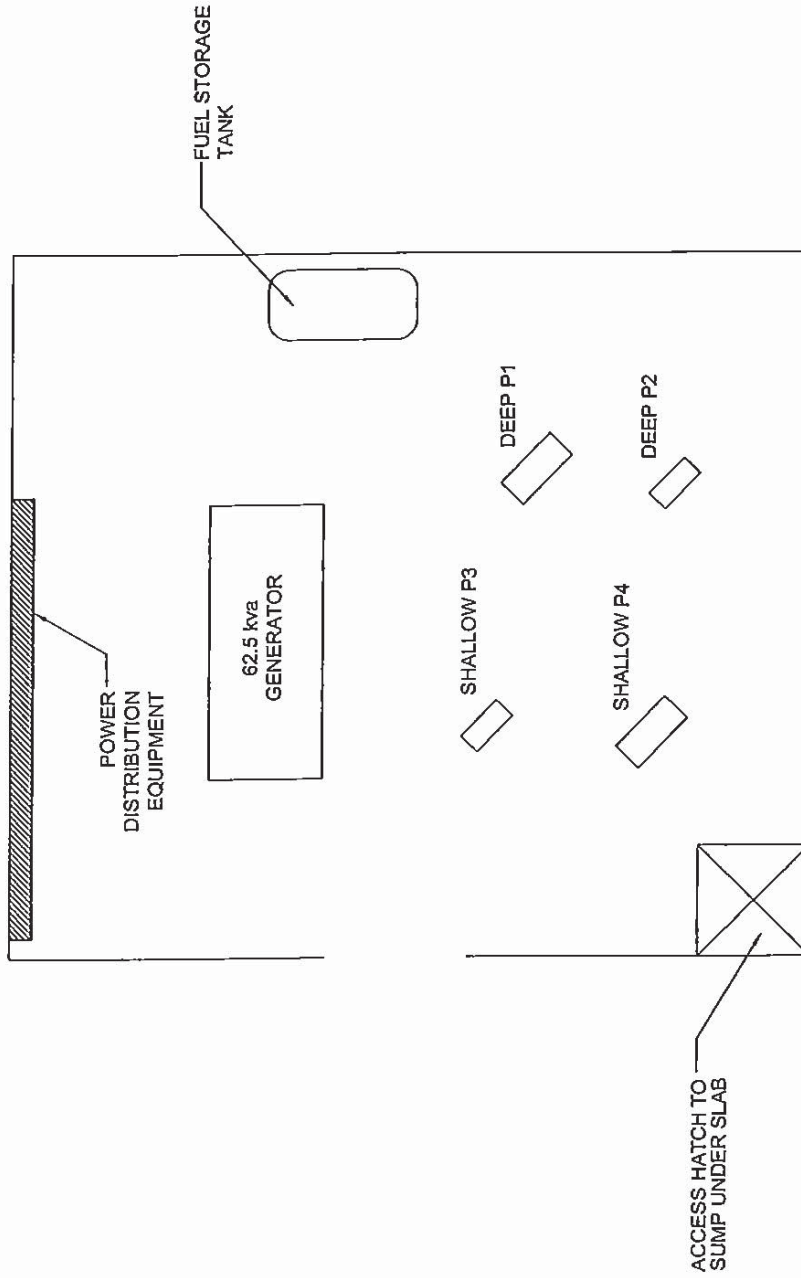 FUEL STORAGE
TANK
POWER
DISTRIBUTION
EQUIPMENT
62.5 kva
GENERATOR
DEEP P1
DEEP P2
SHALLOW P3
SHALLOW P4
ACCESS HATCH TO
SUMP UNDER SLAB